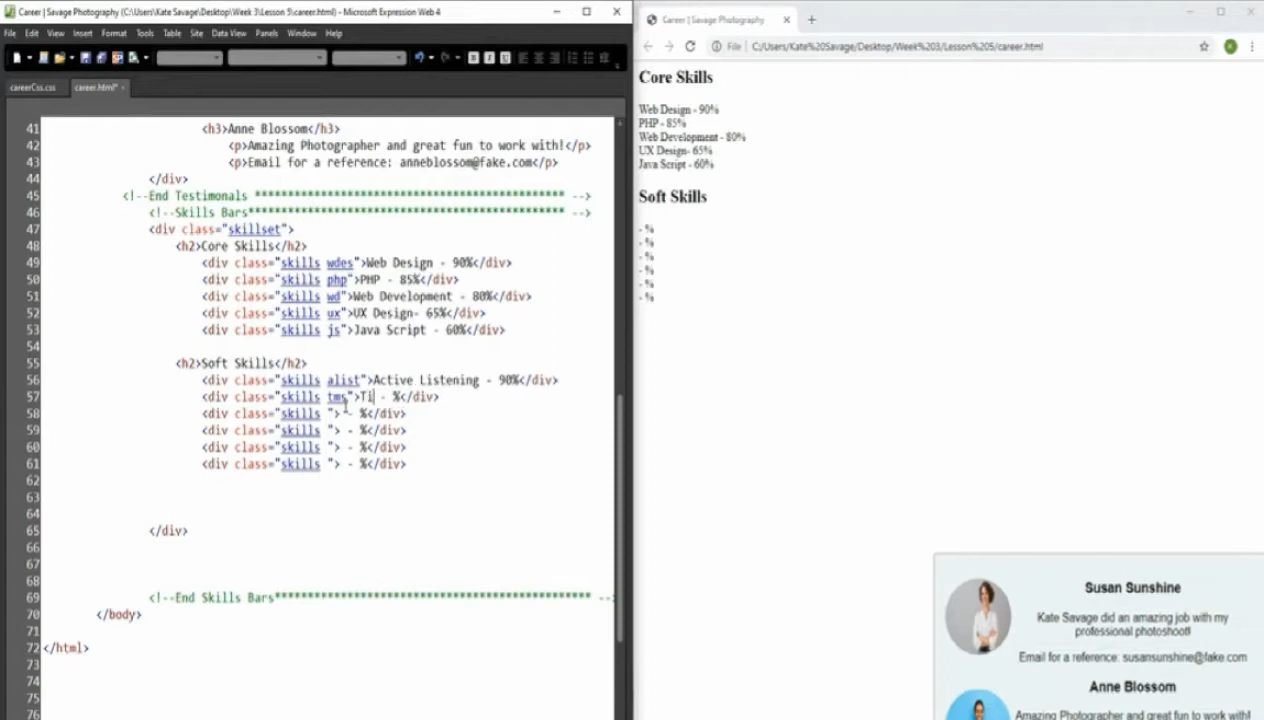 Career | Savage Photography (C:\Users\Kate Savage\Desktop\Week 3\Lesson 5\career.html) - Microsoft Expression Web 4
File Edit View Insert Format Tools Table Site Data View Panels Window Help
careerCss.css career.html*
41 <h3>Anne Blossom</h3>
42 <p>Amazing Photographer and great fun to work with!</p>
43 <p>Email for a reference: anneblossom@fake.com</p>
44 </div>
45 <!--End Testimonals *********************************************** -->
46 <!--Skills Bars************************************************ -->
47 <div class="skillset">
48 <h2>Core Skills</h2>
49 <div class="skills wdes">Web Design - 90%</div>
50 <div class="skills php">PHP - 85%</div>
51 <div class="skills wd">Web Development - 80%</div>
52 <div class="skills ux">UX Design- 65%</div>
53 <div class="skills js">Java Script - 60%</div>
54
55 <h2>Soft Skills</h2>
56 <div class="skills alist">Active Listening - 90%</div>
57 <div class="skills tms">Ti - %</div>
58 <div class="skills "> - %</div>
59 <div class="skills "> - %</div>
60 <div class="skills "> - %</div>
61 <div class="skills "> - %</div>
62
63
64
65 </div>
66
67
68
69 <!--End Skills Bars************************************************ -->
70 </body>
71
72 </html>
73
74
75
Career | Savage Photography
File C:/Users/Kate%20Savage/Desktop/Week%203/Lesson%205/career.html
Core Skills
Web Design - 90%
PHP - 85%
Web Development - 80%
UX Design- 65%
Java Script - 60%
Soft Skills
- %
- %
- %
- %
- %
- %
Susan Sunshine
Kate Savage did an amazing job with my
professional photoshoot!
Email for a reference: susansunshine@fake.com
Anne Blossom
Amazing Photographer and great fun to work with!